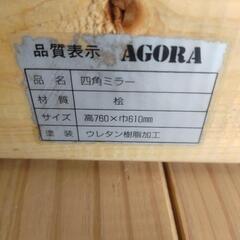 品質表示 AGORA
品名 四角ミラー
材質 桧
サイズ 高760×巾610mm
塗装 ウレタン樹脂加工